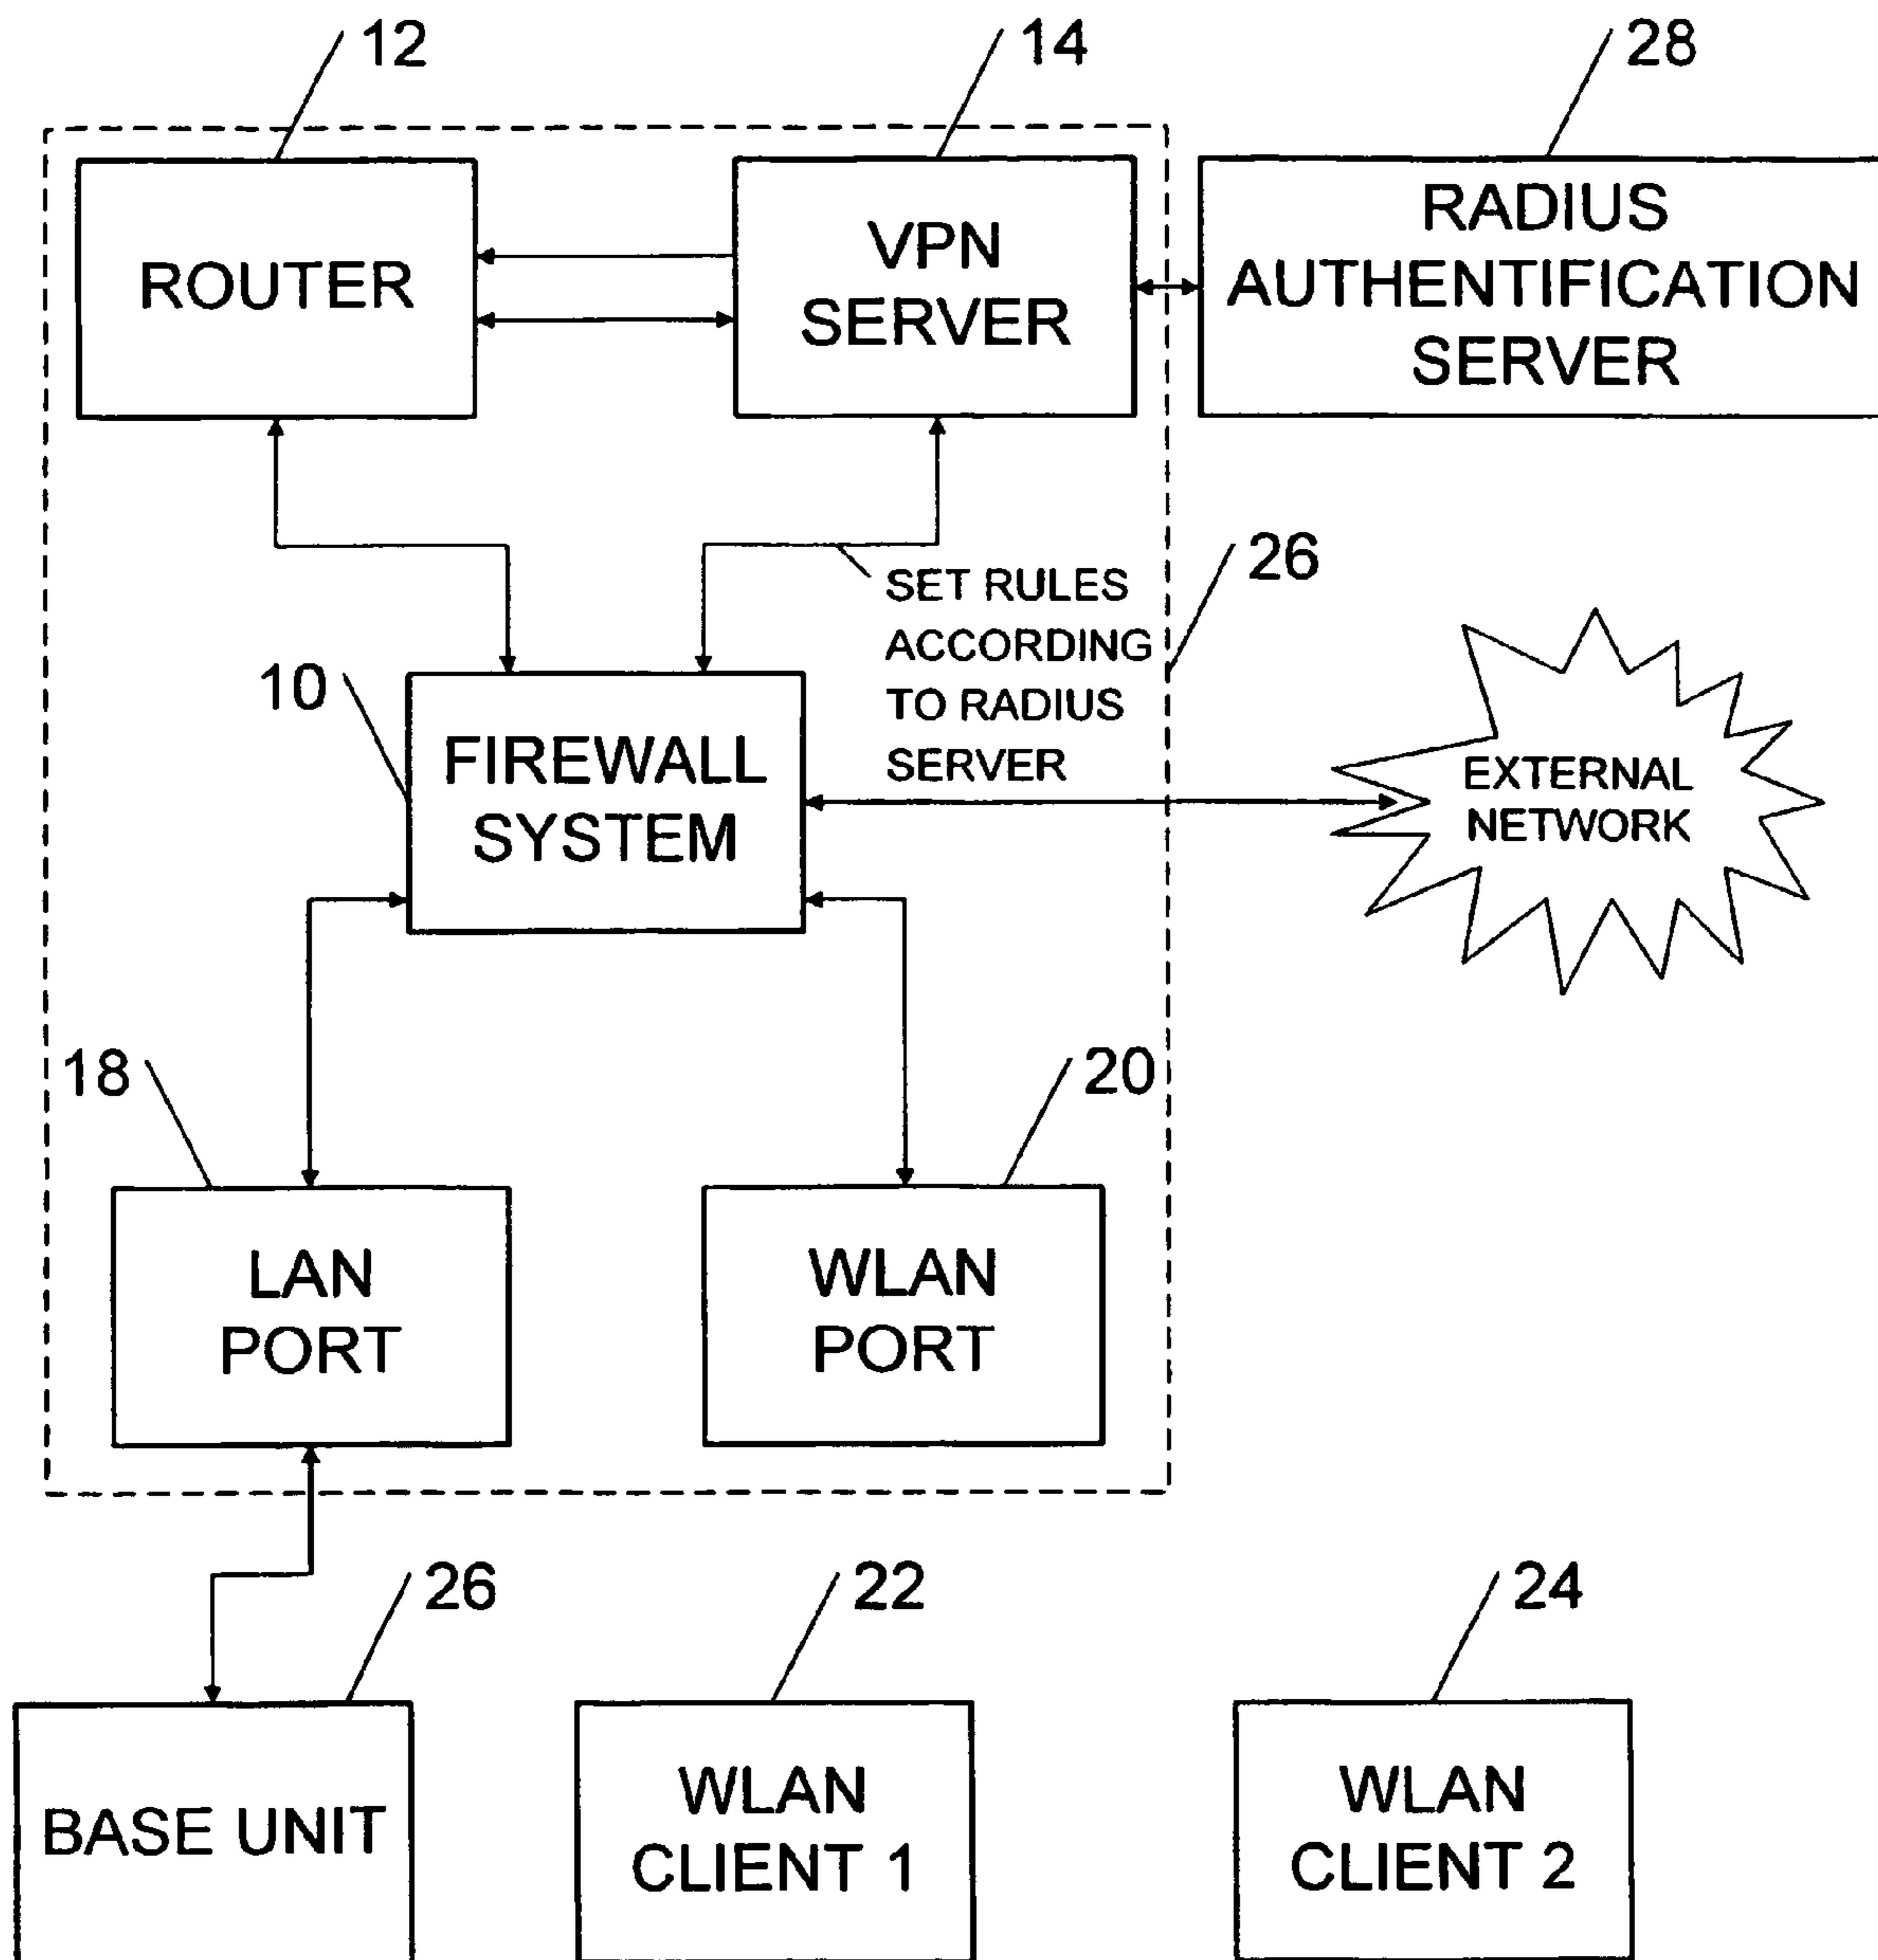 12
14
28
ROUTER
VPN
SERVER
RADIUS
AUTHENTIFICATION
SERVER
SET RULES
ACCORDING
TO RADIUS
SERVER
26
10
FIREWALL
SYSTEM
EXTERNAL
NETWORK
18
20
LAN
PORT
WLAN
PORT
26
22
24
BASE UNIT
WLAN
CLIENT 1
WLAN
CLIENT 2